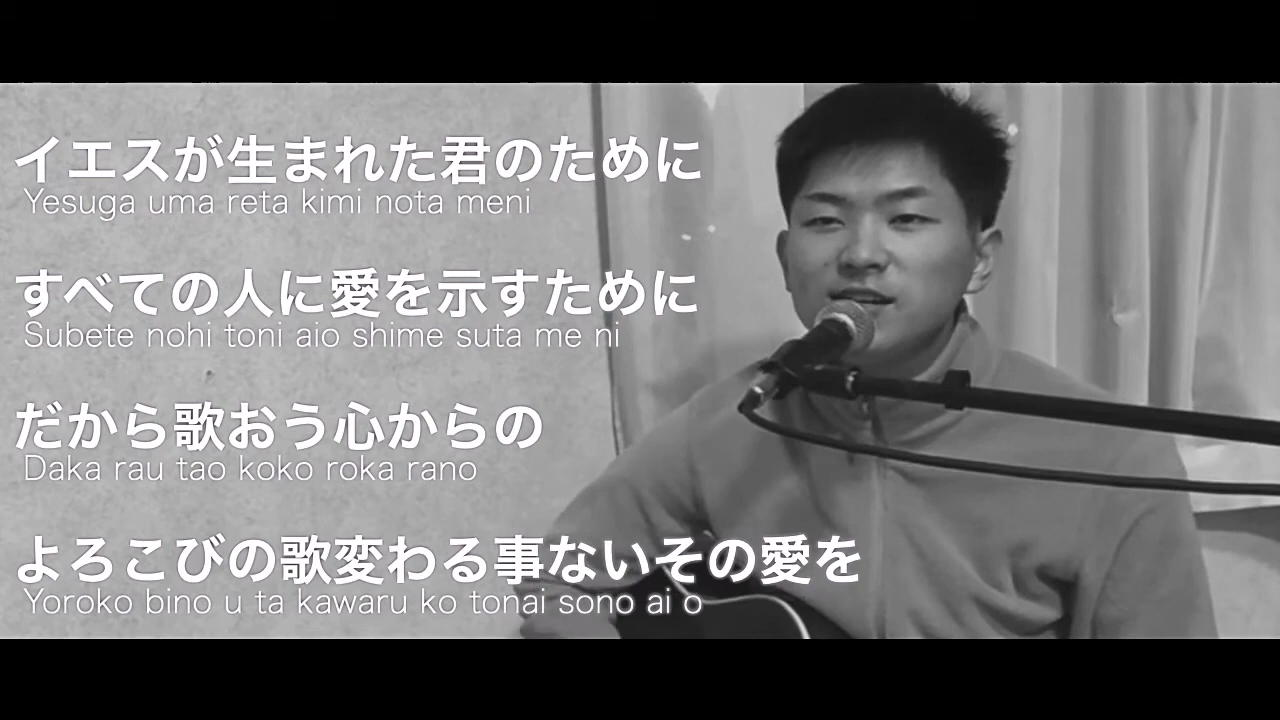 イエスが生まれた君のために
Yesuga uma reta kimi nota meni
すべての人に愛を示すために
Subete nohi toni aio shime suta me ni
だから歌おう心からの
Daka rau tao koko roka rano
よろこびの歌変わる事ないその愛を
Yoroko bino u ta kawaru ko tonai sono ai o